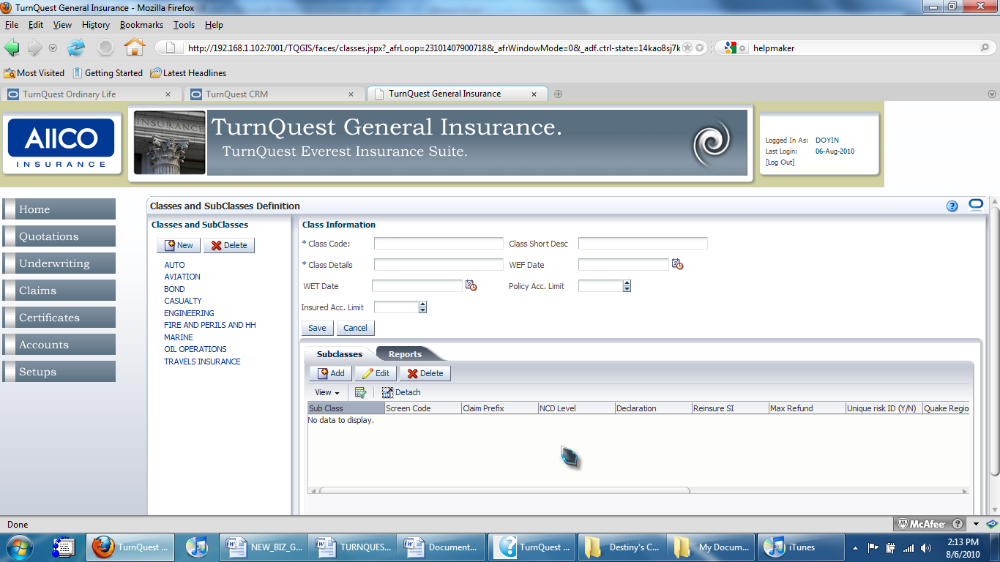 TurnQuest General Insurance - Mozilla Firefox
File Edit View History Bookmarks Tools Help
http://192.168.1.102:7001/TQGIS/faces/classes.jspx?_afrLoop=23101407900718&_afrWindowMode=0&_adf.ctrl-state=14kao8sj7k
helpmaker
Most Visited Getting Started Latest Headlines
TurnQuest Ordinary Life
TurnQuest CRM
TurnQuest General Insurance
AIICO
INSURANCE
INSURANCE
TurnQuest General Insurance.
TurnQuest Everest Insurance Suite.
Logged In As: DOYIN
Last Login: 06-Aug-2010
[Log Out]
Home
Quotations
Underwriting
Claims
Certificates
Accounts
Setups
Classes and SubClasses Definition
Classes and SubClasses
New Delete
AUTO
AVIATION
BOND
CASUALTY
ENGINEERING
FIRE AND PERILS AND HH
MARINE
OIL OPERATIONS
TRAVELS INSURANCE
Class Information
* Class Code: Class Short Desc
* Class Details WEF Date
WET Date Policy Acc. Limit
Insured Acc. Limit
Save Cancel
Subclasses Reports
Add Edit Delete
View Detach
Sub Class Screen Code Claim Prefix NCD Level Declaration Reinsure SI Max Refund Unique risk ID (Y/N) Quake Regio
No data to display.
Done
McAfee
TurnQuest ... NEW_BIZ_G... TURNQUES... Document... TurnQuest ... Destiny's C... My Docum... iTunes
2:13 PM
8/6/2010